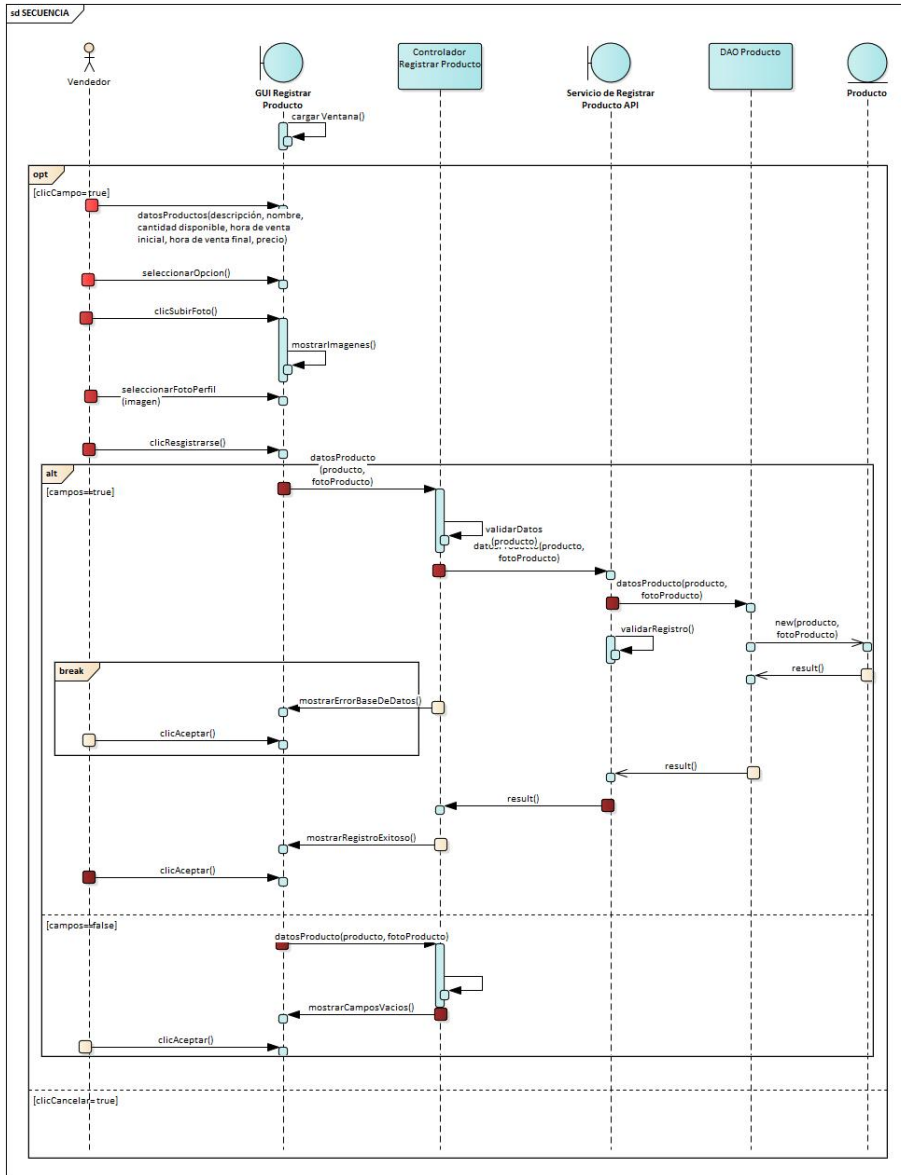 sd SECUENCIA
Vendedor
GUI Registrar
Producto
Controlador
Registrar Producto
Servicio de Registrar
Producto API
DAO Producto
Producto
cargar Ventana()
opt
[clicCampo=true]
datosProductos(descripción, nombre,
cantidad disponible, hora de venta
inicial, hora de venta final, precio)
seleccionarOpcion()
clicSubirFoto()
mostrarImagenes()
seleccionarFotoPerfil
(imagen)
clicResgistrarse()
alt
[campos==true]
datosProducto
(producto,
fotoProducto)
validarDatos
(producto)
datosProducto(producto,
fotoProducto)
datosProducto(producto,
fotoProducto)
new(producto,
fotoProducto)
validarRegistro()
result()
break
mostrarErrorBaseDeDatos()
clicAceptar()
result()
result()
mostrarRegistroExitoso()
clicAceptar()
[campos==false]
datosProducto(producto, fotoProducto)
mostrarCamposVacios()
clicAceptar()
[clicCancelar=true]